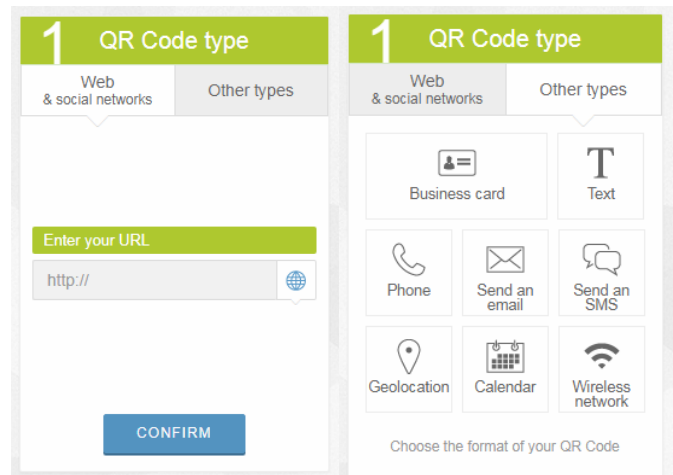 1 QR Code type
Web
& social networks
Other types
Enter your URL
http://
CONFIRM
1 QR Code type
Web
& social networks
Other types
Business card
T
Text
Phone
Send an
email
Send an
SMS
Geolocation
Calendar
Wireless
network
Choose the format of your QR Code